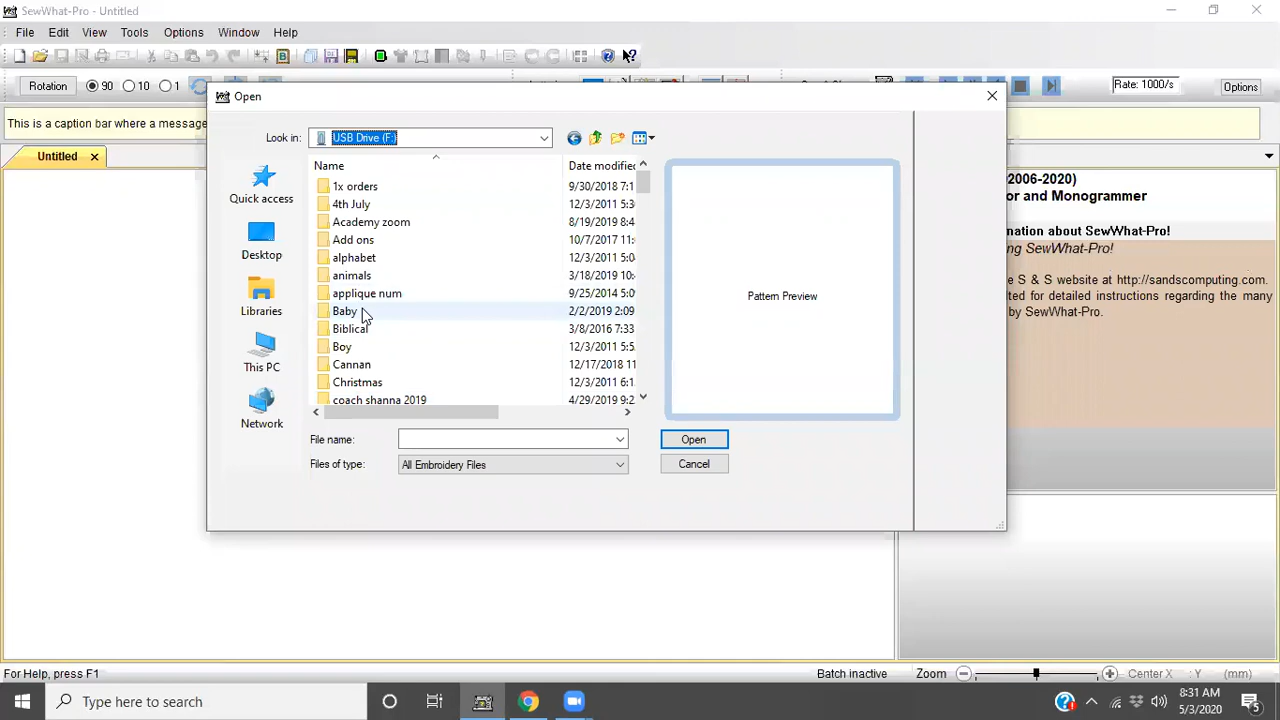 SewWhat-Pro - Untitled
File Edit View Tools Options Window Help
Rotation 90 10 1 Rate: 1000/s Options
This is a caption bar where a message
Untitled
Open
Look in: USB Drive (F:)
Name Date modified
1x orders 9/30/2018 7:1
4th July 12/3/2011 5:3
Academy zoom 8/19/2019 8:4
Add ons 10/7/2017 11:
alphabet 12/3/2011 5:0
animals 3/18/2019 10:
applique num 9/25/2014 5:0
Baby 2/2/2019 2:09
Biblical 3/8/2016 7:33
Boy 12/3/2011 5:5
Cannan 12/17/2018 11
Christmas 12/3/2011 6:1
coach shanna 2019 4/29/2019 9:2
Quick access
Desktop
Libraries
This PC
Network
Pattern Preview
File name:
Open
Files of type: All Embroidery Files
Cancel
2006-2020)
or and Monogrammer
nation about SewWhat-Pro!
ng SewWhat-Pro!
e S & S website at http://sandscomputing.com.
lted for detailed instructions regarding the many
by SewWhat-Pro.
For Help, press F1 Batch inactive Zoom Center X : Y (mm)
Type here to search
8:31 AM
5/3/2020
5